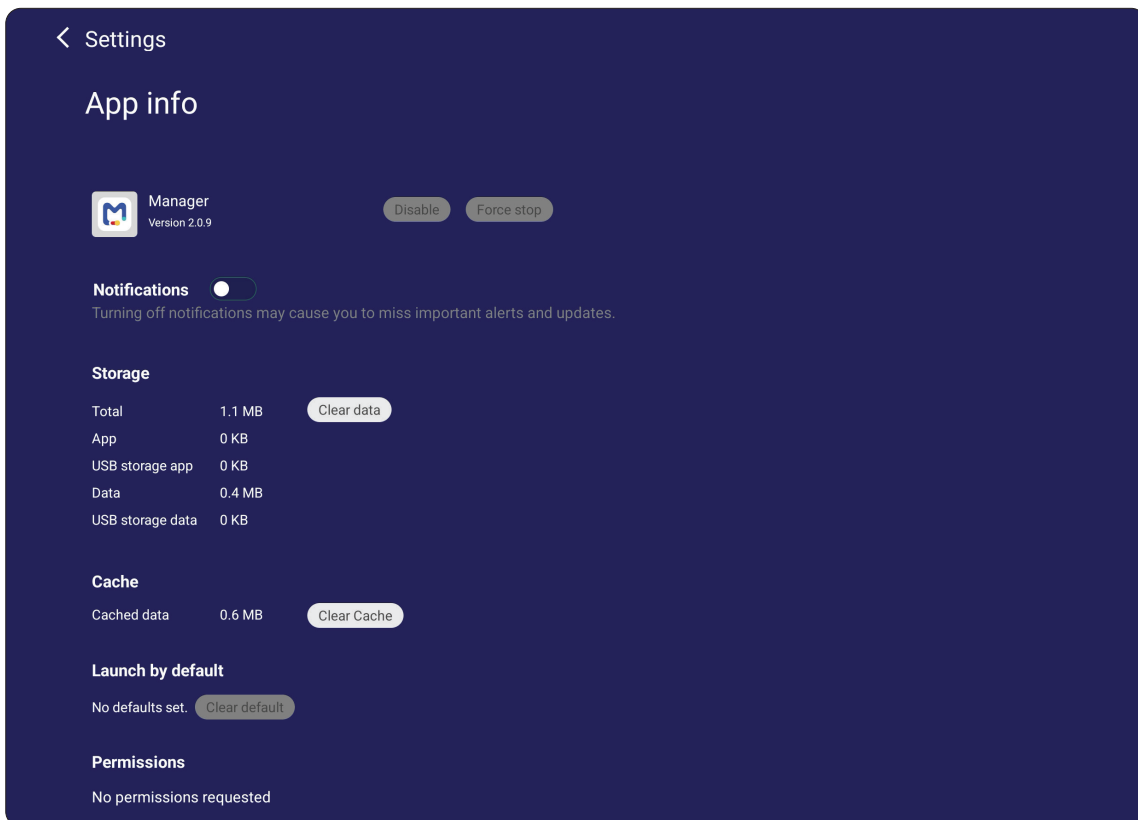 Settings
App info
Manager
Version 2.0.9
Disable
Force stop
Notifications
Turning off notifications may cause you to miss important alerts and updates.
Storage
Total 1.1 MB Clear data
App 0 KB
USB storage app 0 KB
Data 0.4 MB
USB storage data 0 KB
Cache
Cached data 0.6 MB Clear Cache
Launch by default
No defaults set. Clear default
Permissions
No permissions requested